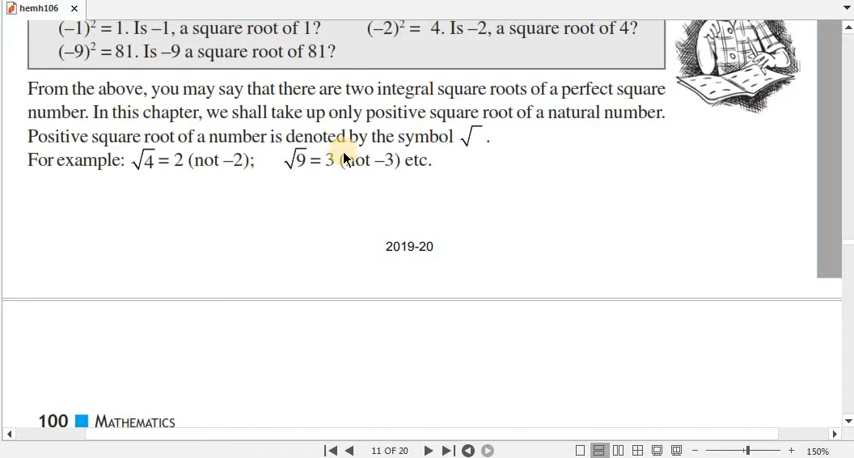 hemh106
(–1)² = 1. Is –1, a square root of 1? (–2)² = 4. Is –2, a square root of 4?
(–9)² = 81. Is –9 a square root of 81?
From the above, you may say that there are two integral square roots of a perfect square
number. In this chapter, we shall take up only positive square root of a natural number.
Positive square root of a number is denoted by the symbol √ .
For example: √4 = 2 (not –2); √9 = 3 (not –3) etc.
2019-20
100 MATHEMATICS
11 OF 20
150%